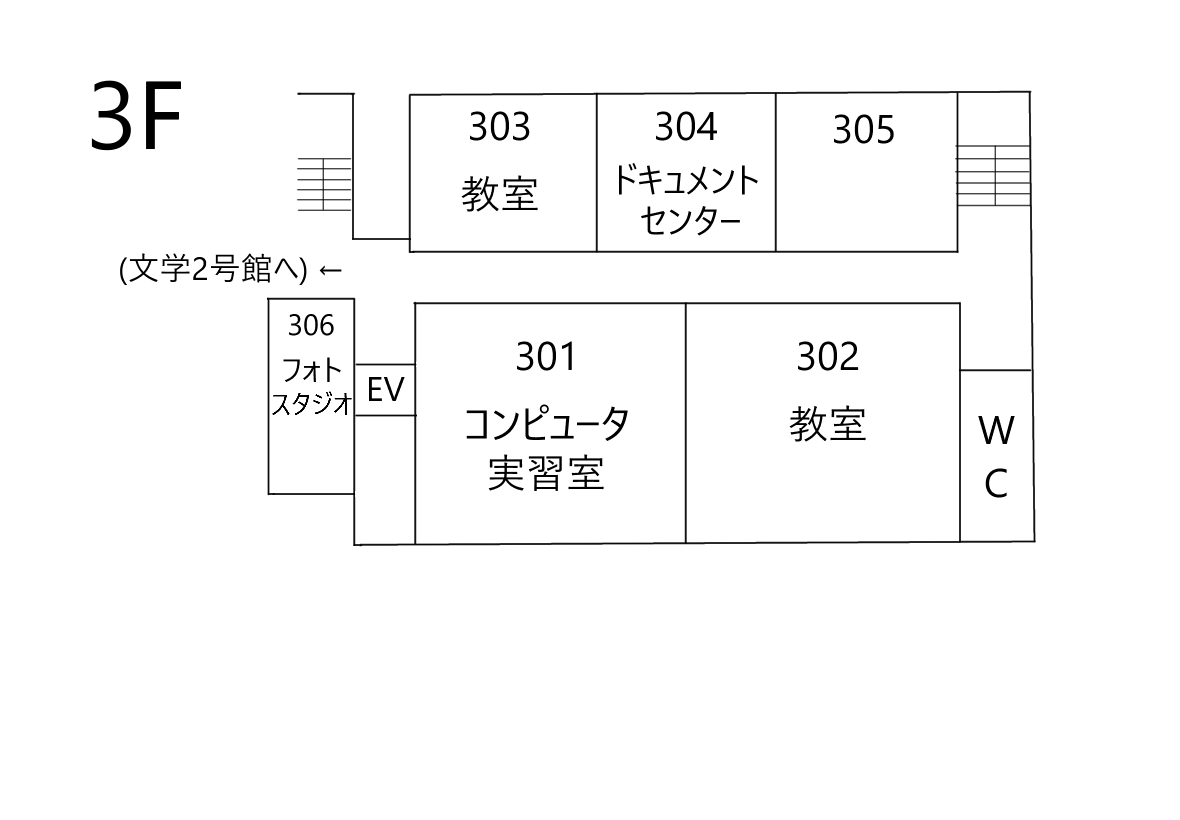 3F
303
教室
304
ドキュメント
センター
305
(文学2号館へ) ←
306
フォト
スタジオ
EV
301
コンピュータ
実習室
302
教室
W
C